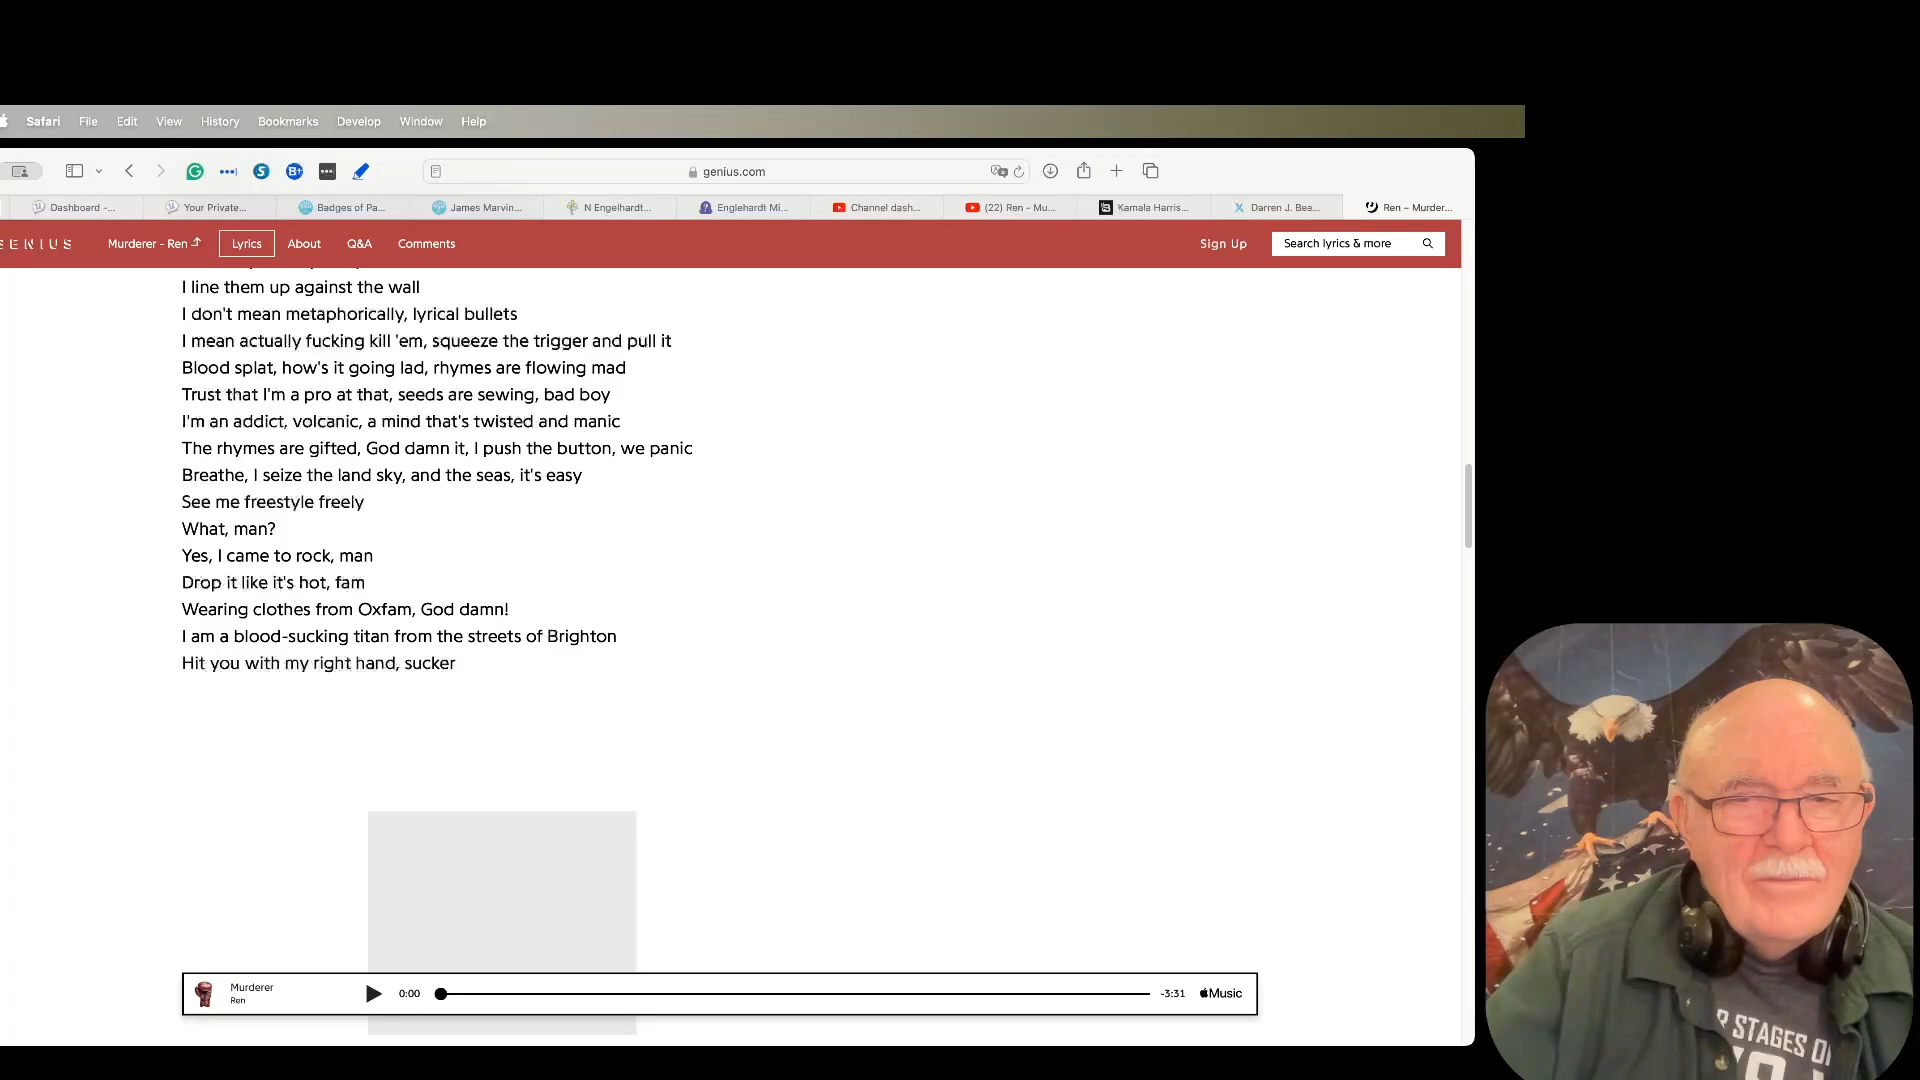 Safari File Edit View History Bookmarks Develop Window Help
genius.com
Dashboard -... Your Private... Badges of Pa... James Marvin... N Engelhardt... Englehardt Mi... Channel dash... (22) Ren – Mu... Kamala Harris... Darren J. Bea... Ren – Murder...
GENIUS Murderer - Ren Lyrics About Q&A Comments Sign Up Search lyrics & more
I line them up against the wall
I don't mean metaphorically, lyrical bullets
I mean actually fucking kill 'em, squeeze the trigger and pull it
Blood splat, how's it going lad, rhymes are flowing mad
Trust that I'm a pro at that, seeds are sewing, bad boy
I'm an addict, volcanic, a mind that's twisted and manic
The rhymes are gifted, God damn it, I push the button, we panic
Breathe, I seize the land sky, and the seas, it's easy
See me freestyle freely
What, man?
Yes, I came to rock, man
Drop it like it's hot, fam
Wearing clothes from Oxfam, God damn!
I am a blood-sucking titan from the streets of Brighton
Hit you with my right hand, sucker
Murderer
Ren
0:00 -3:31 Music
STAGES